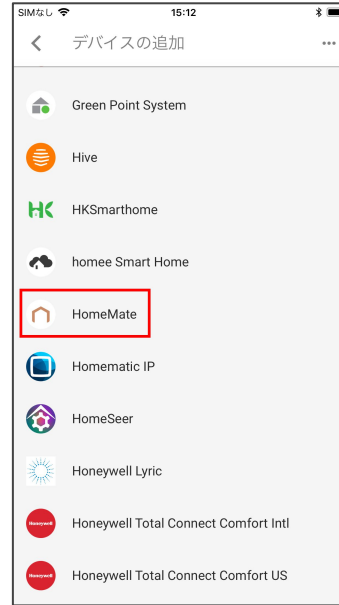 SIMなし 15:12
デバイスの追加
Green Point System
Hive
HKSmarthome
homee Smart Home
HomeMate
Homematic IP
HomeSeer
Honeywell Lyric
Honeywell Honeywell Total Connect Comfort Intl
Honeywell Honeywell Total Connect Comfort US